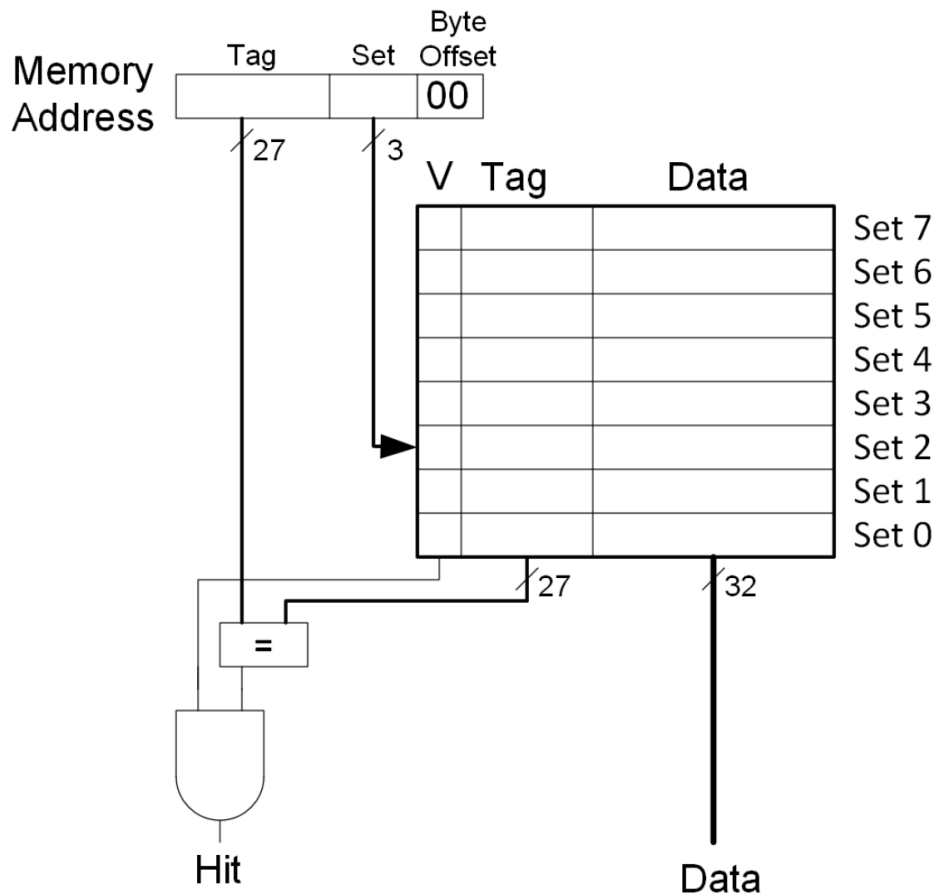 Byte
Tag Set Offset
Memory
Address
00
27 3
V Tag Data
Set 7
Set 6
Set 5
Set 4
Set 3
Set 2
Set 1
Set 0
27 32
=
Hit
Data